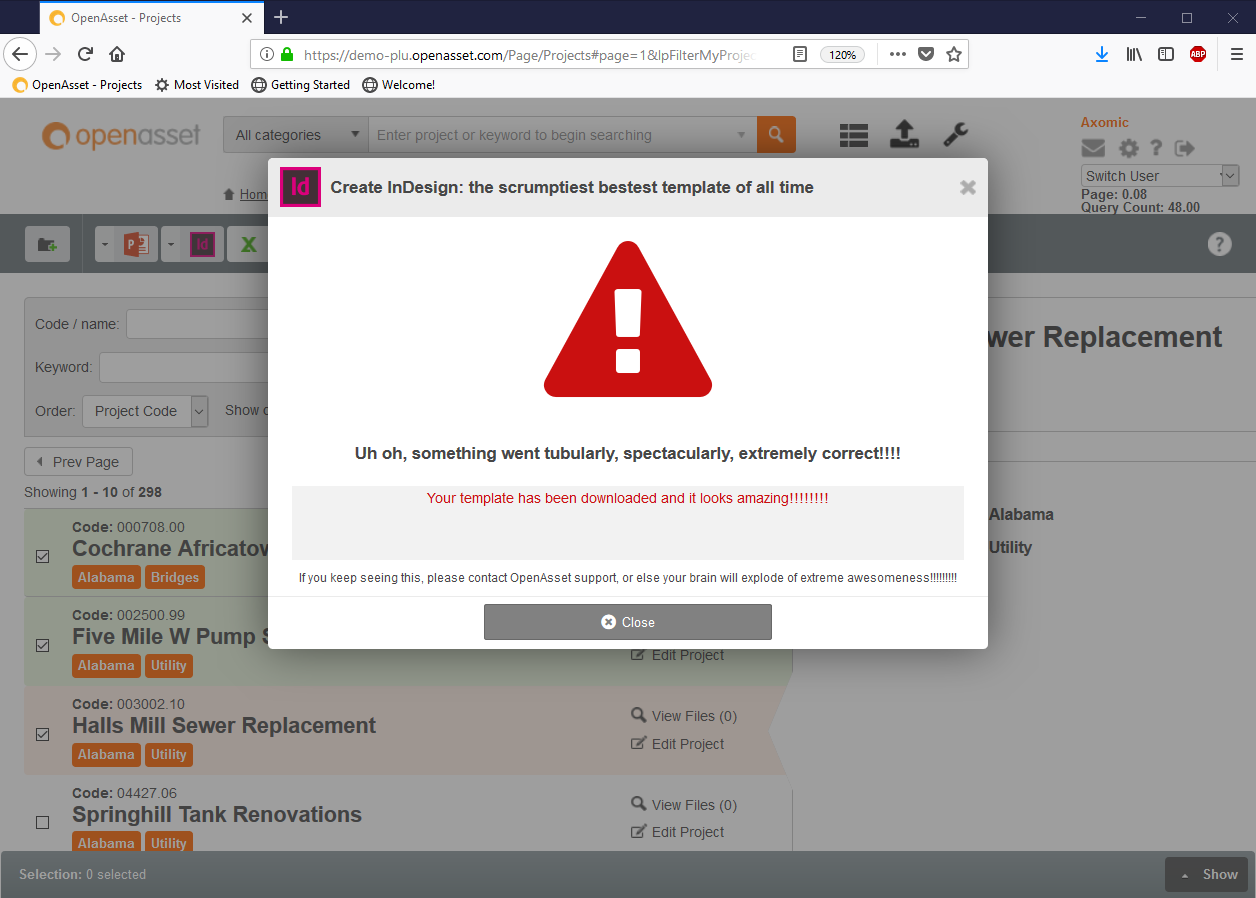 OpenAsset - Projects
https://demo-plu.openasset.com/Page/Projects#page=1&lpFilterMyProjec
120%
ABP
OpenAsset - Projects Most Visited Getting Started Welcome!
openasset
All categories Enter project or keyword to begin searching
Axomic
Switch User
Page: 0.08
Query Count: 48.00
Hom
Id Create InDesign: the scrumptiest bestest template of all time
P Id X ?
Uh oh, something went tubularly, spectacularly, extremely correct!!!!
Your template has been downloaded and it looks amazing!!!!!!!!
If you keep seeing this, please contact OpenAsset support, or else your brain will explode of extreme awesomeness!!!!!!!!!
Close
Code / name:
Keyword:
Order: Project Code Show
Prev Page
Showing 1 - 10 of 298
Code: 000708.00
Cochrane Africatow
Alabama Bridges
Code: 002500.99
Five Mile W Pump S
Alabama Utility
Edit Project
Code: 003002.10
Halls Mill Sewer Replacement
Alabama Utility
View Files (0)
Edit Project
Code: 04427.06
Springhill Tank Renovations
Alabama Utility
View Files (0)
Edit Project
wer Replacement
Alabama
Utility
Selection: 0 selected
Show